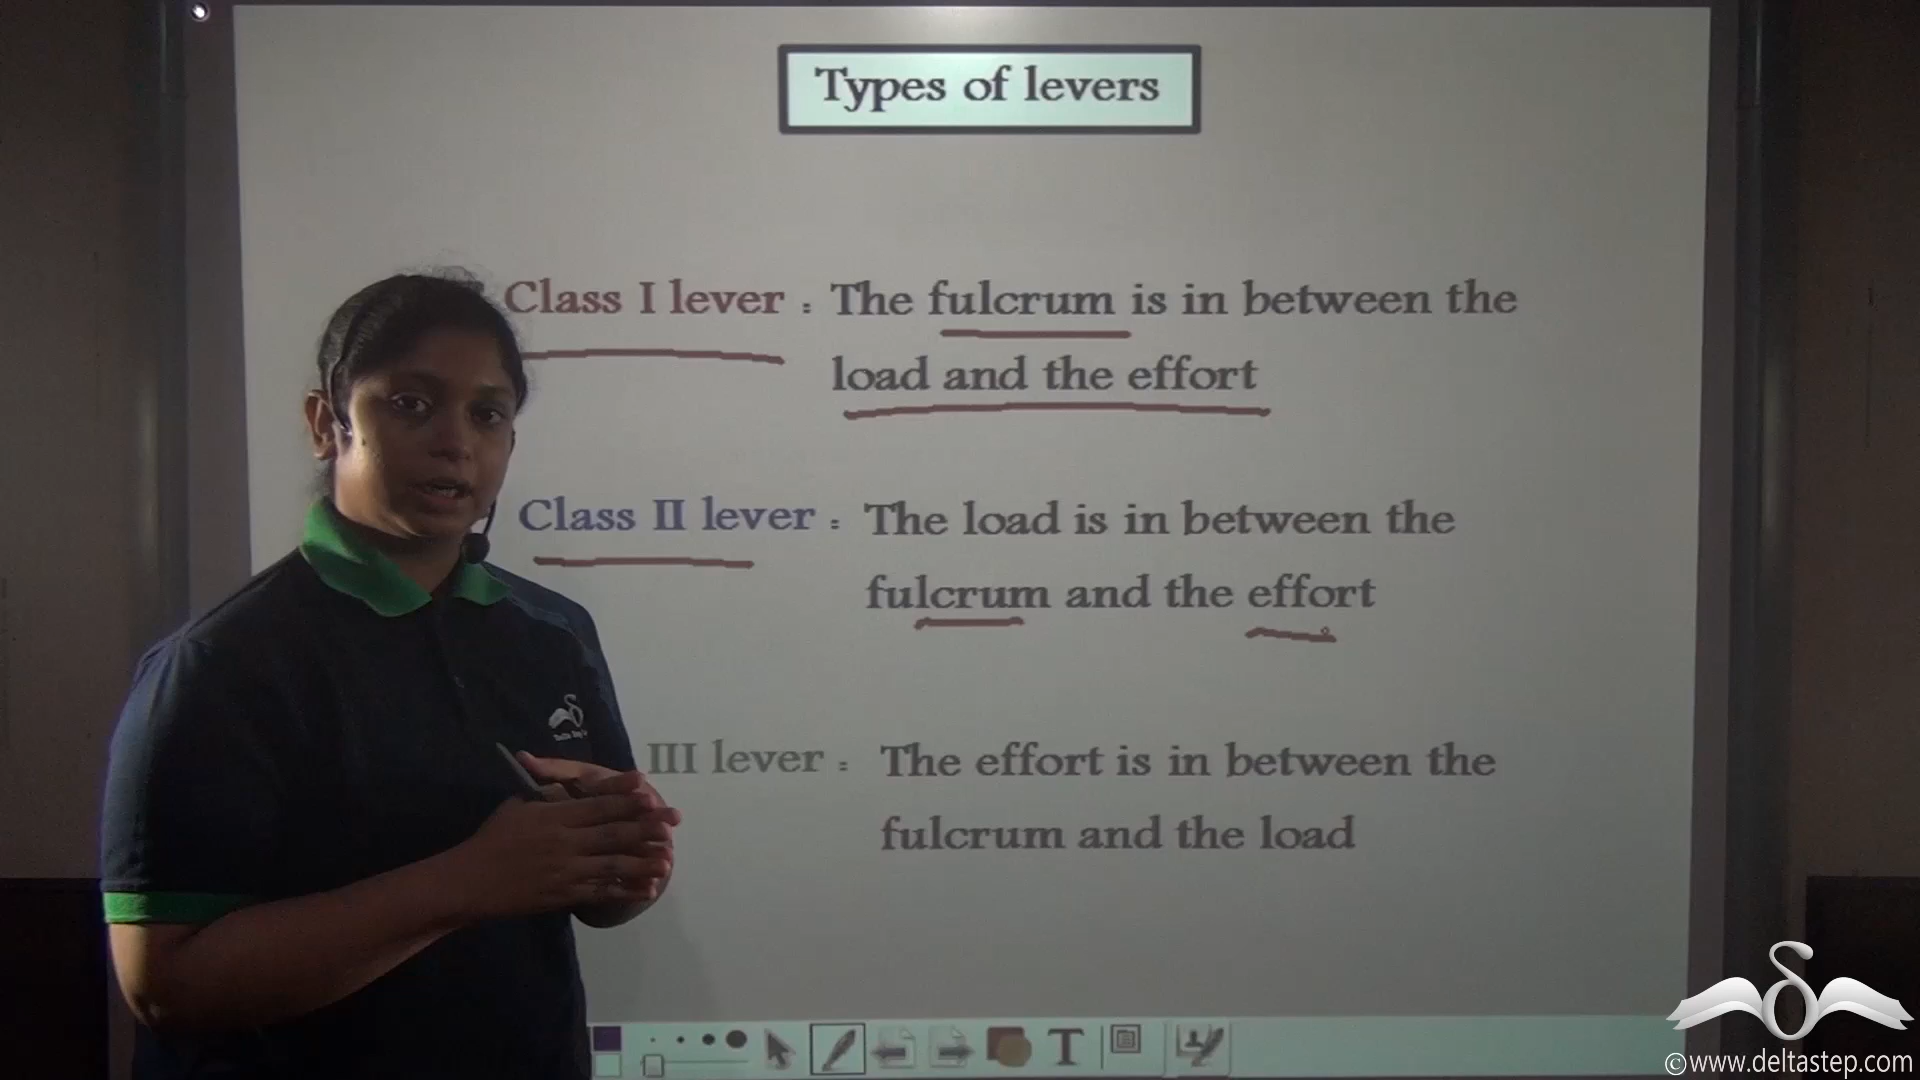 Types of levers
Class I lever : The fulcrum is in between the
load and the effort
Class II lever : The load is in between the
fulcrum and the effort
III lever : The effort is in between the
fulcrum and the load
T
©www.deltastep.com